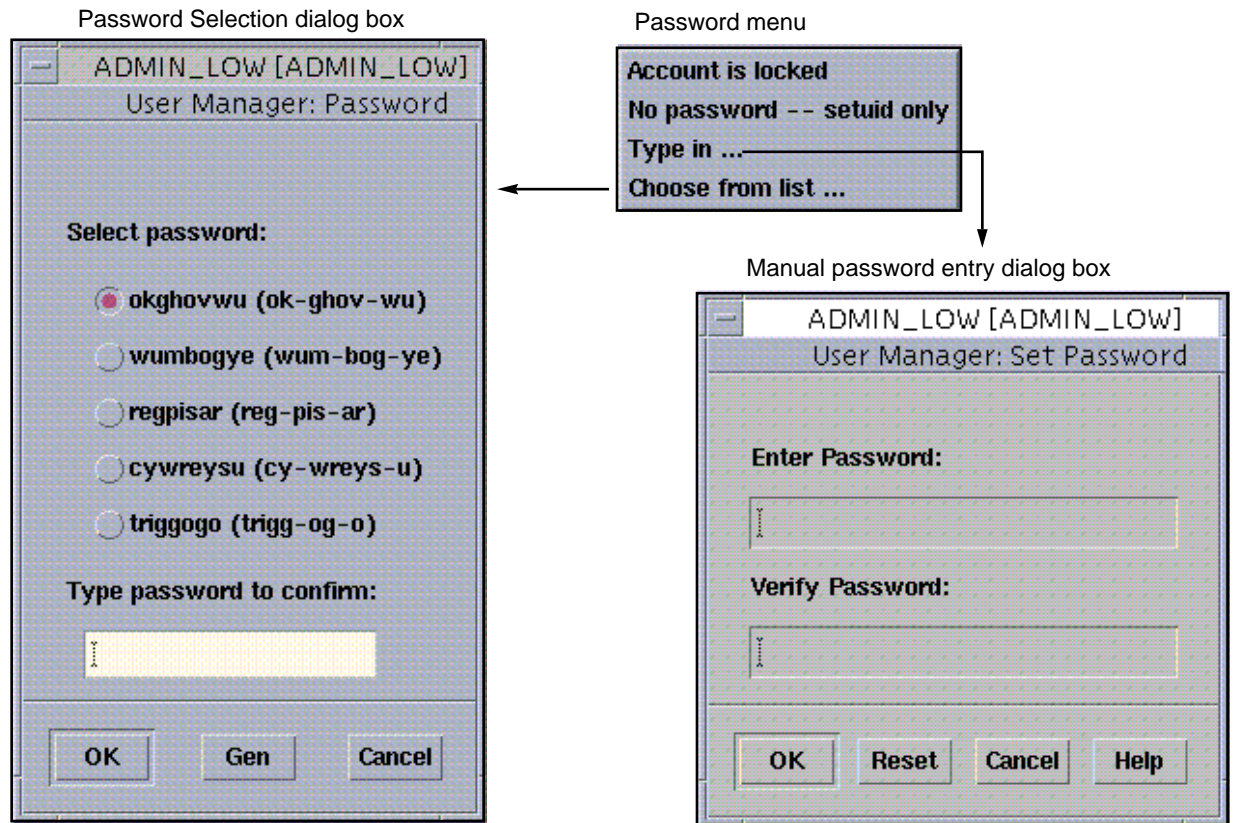 Password Selection dialog box
ADMIN_LOW [ADMIN_LOW]
User Manager: Password
Select password:
okghovwu (ok-ghov-wu)
wumbogye (wum-bog-ye)
regpisar (reg-pis-ar)
cywreysu (cy-wreys-u)
triggogo (trigg-og-o)
Type password to confirm:
OK Gen Cancel
Password menu
Account is locked
No password -- setuid only
Type in ...
Choose from list ...
Manual password entry dialog box
ADMIN_LOW [ADMIN_LOW]
User Manager: Set Password
Enter Password:
Verify Password:
OK Reset Cancel Help